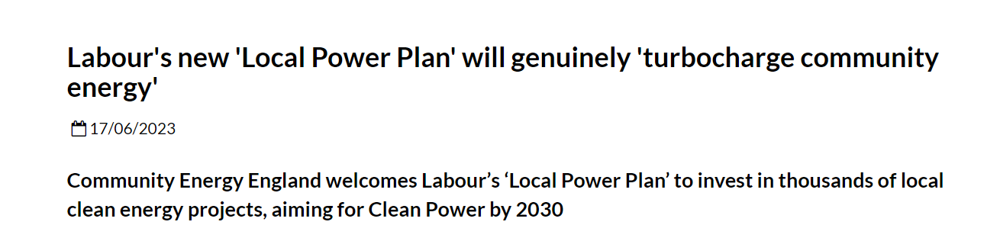 Labour's new 'Local Power Plan' will genuinely 'turbocharge community
energy'
17/06/2023
Community Energy England welcomes Labour’s ‘Local Power Plan’ to invest in thousands of local
clean energy projects, aiming for Clean Power by 2030